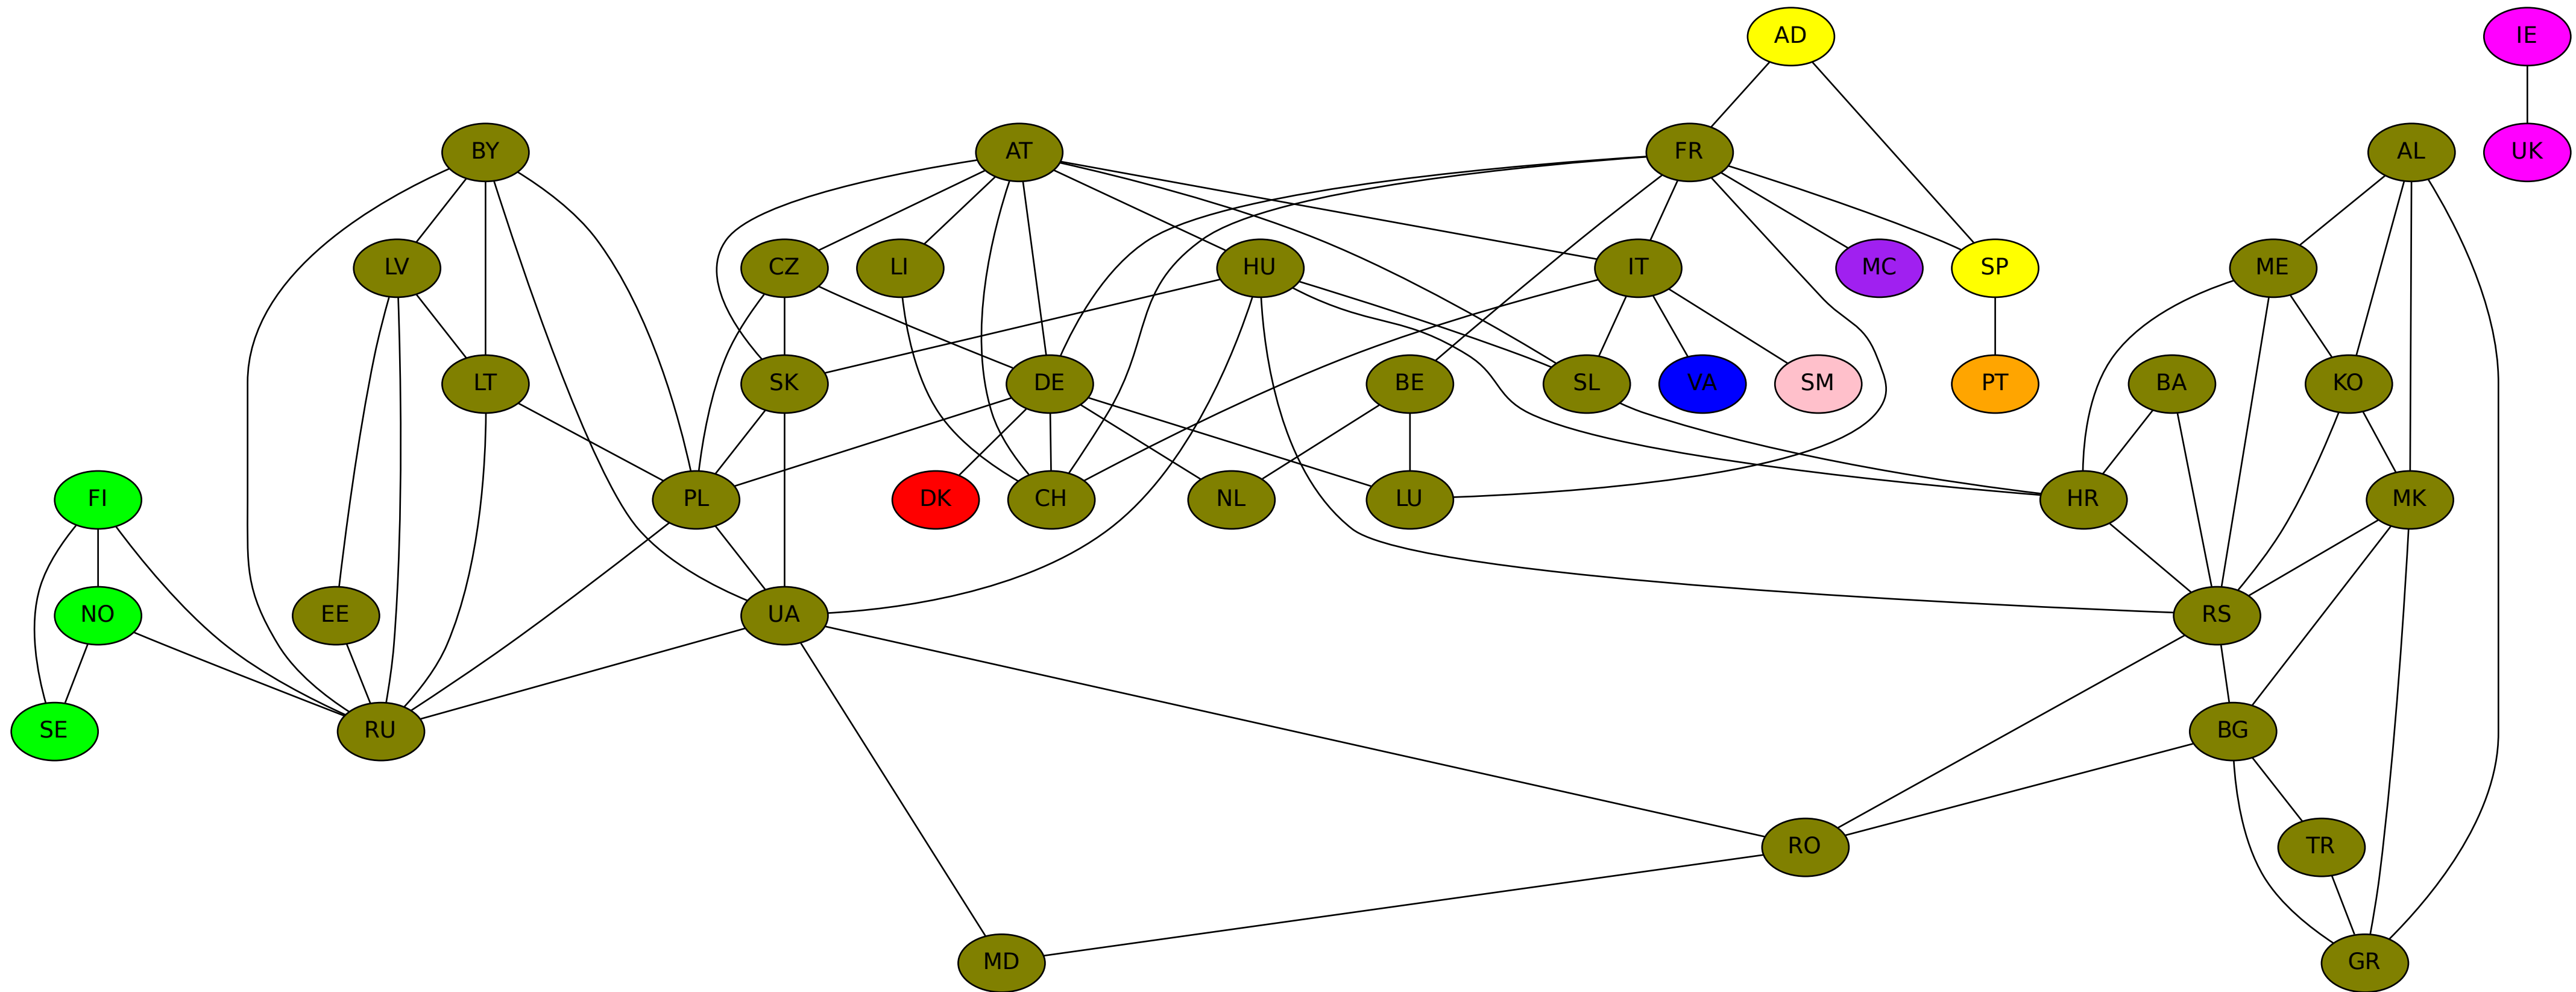 AD
IE
BY
AT
FR
AL
UK
LV
CZ
LI
HU
IT
MC
SP
ME
LT
SK
DE
BE
SL
VA
SM
PT
BA
KO
FI
PL
DK
CH
NL
LU
HR
MK
NO
EE
UA
RS
SE
RU
BG
RO
TR
MD
GR